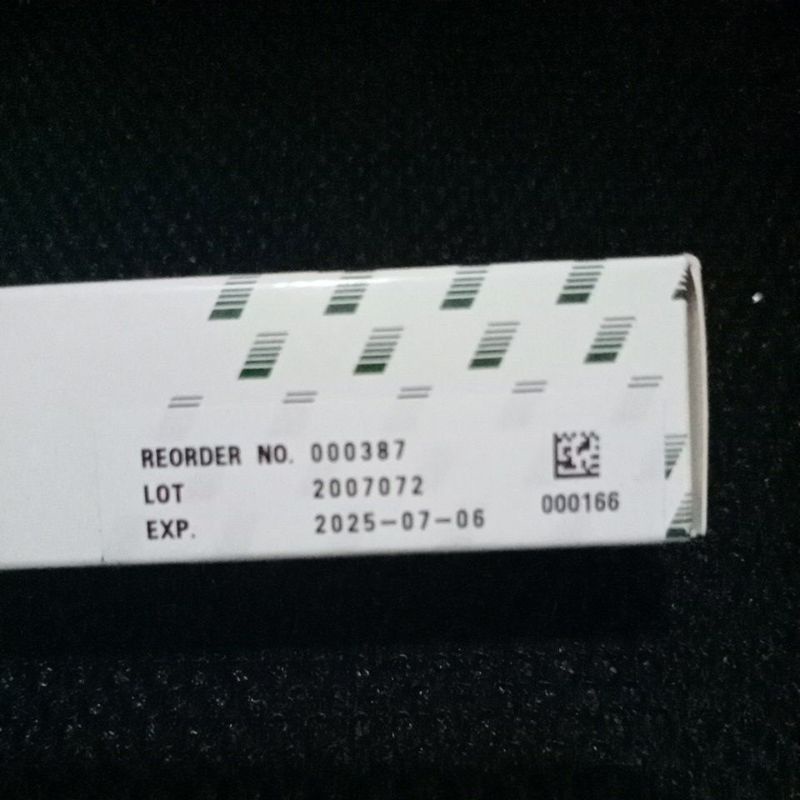 REORDER NO. 000387
LOT 2007072
EXP. 2025-07-06
000166